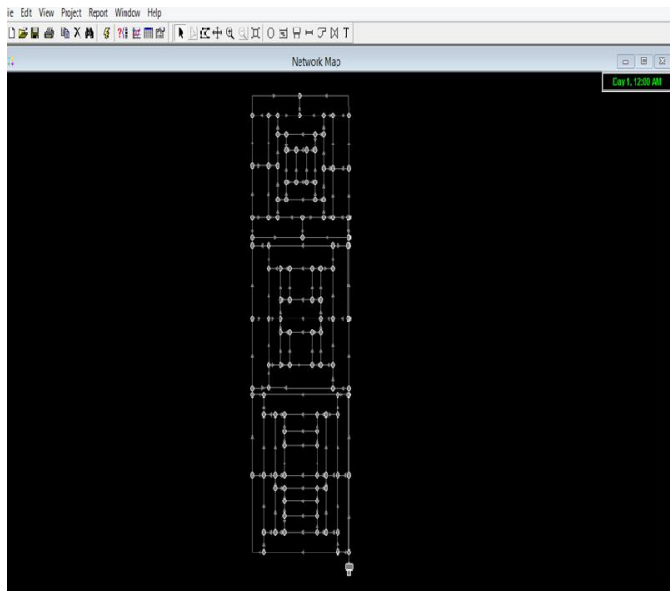 ie Edit View Project Report Window Help
T
Network Map
Day 1, 12:00 AM